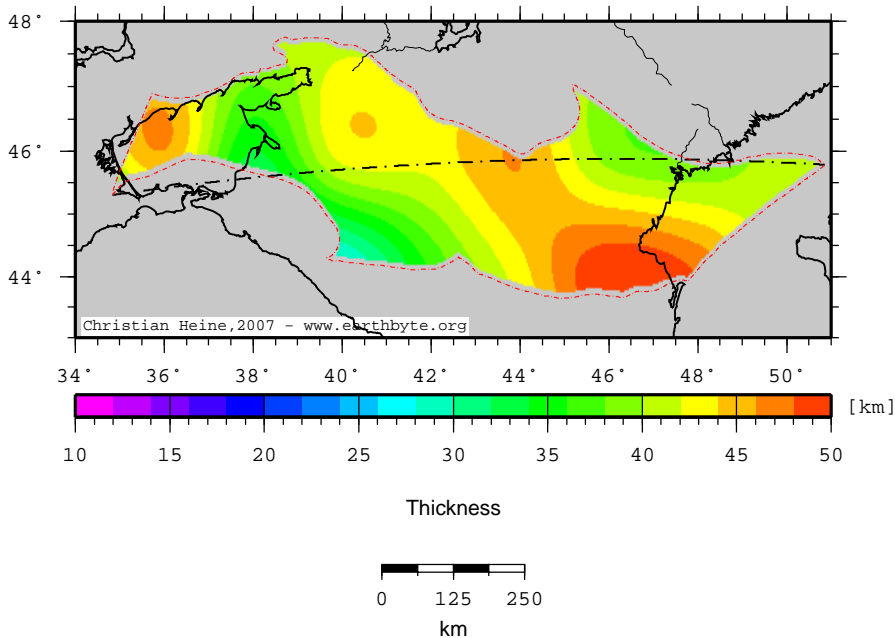 48°
46°
44°
Christian Heine,2007 - www.earthbyte.org
34° 36° 38° 40° 42° 44° 46° 48° 50°
[km]
10 15 20 25 30 35 40 45 50
Thickness
0 125 250
km